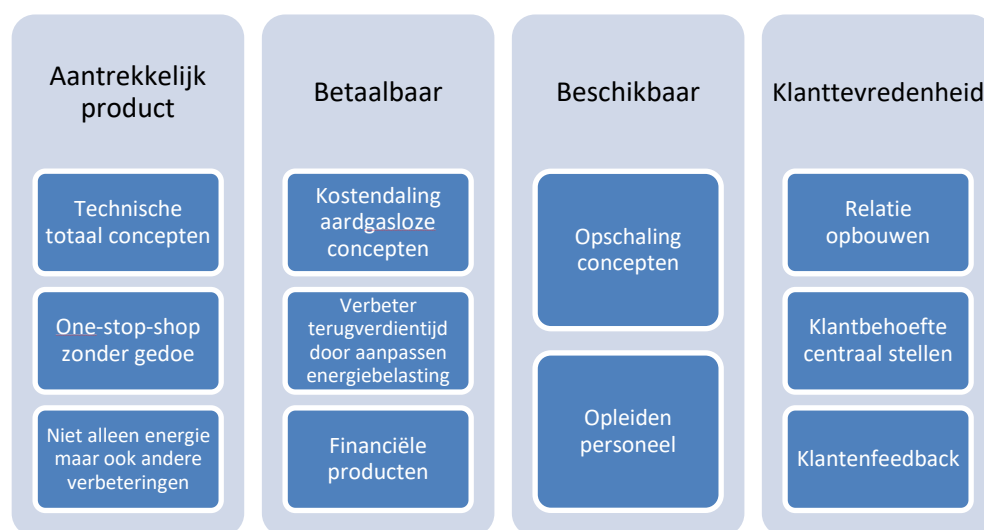 Aantrekkelijk
product
Technische
totaal concepten
One-stop-shop
zonder gedoe
Niet alleen energie
maar ook andere
verbeteringen
Betaalbaar
Kostendaling
aardgasloze
concepten
Verbeter
terugverdientijd
door aanpassen
energiebelasting
Financiële
producten
Beschikbaar
Opschaling
concepten
Opleiden
personeel
Klanttevredenheid
Relatie
opbouwen
Klantbehoefte
centraal stellen
Klantenfeedback